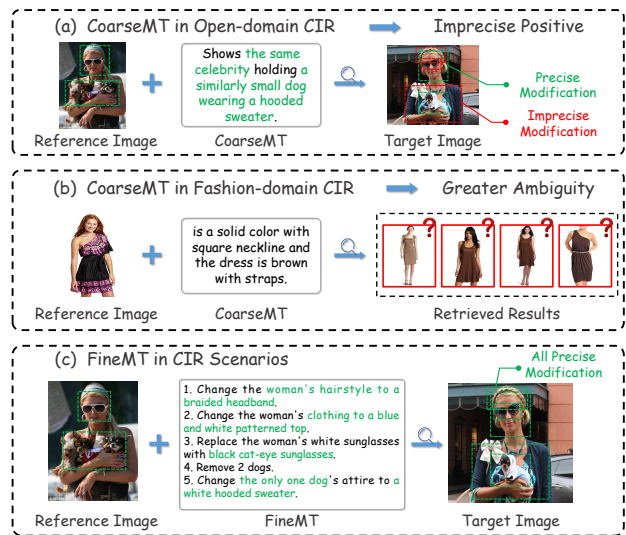 (a) CoarseMT in Open-domain CIR
Imprecise Positive
Shows the same
celebrity holding a
similarly small dog
wearing a hooded
sweater.
Precise
Modification
Imprecise
Modification
Reference Image
CoarseMT
Target Image
(b) CoarseMT in Fashion-domain CIR
Greater Ambiguity
is a solid color with
square neckline and
the dress is brown
with straps.
? ? ? ?
Reference Image
CoarseMT
Retrieved Results
(c) FineMT in CIR Scenarios
All Precise
Modification
1. Change the woman's hairstyle to a
braided headband.
2. Change the woman's clothing to a blue
and white patterned top.
3. Replace the woman's white sunglasses
with black cat-eye sunglasses.
4. Remove 2 dogs.
5. Change the only one dog's attire to a
white hooded sweater.
Reference Image
FineMT
Target Image